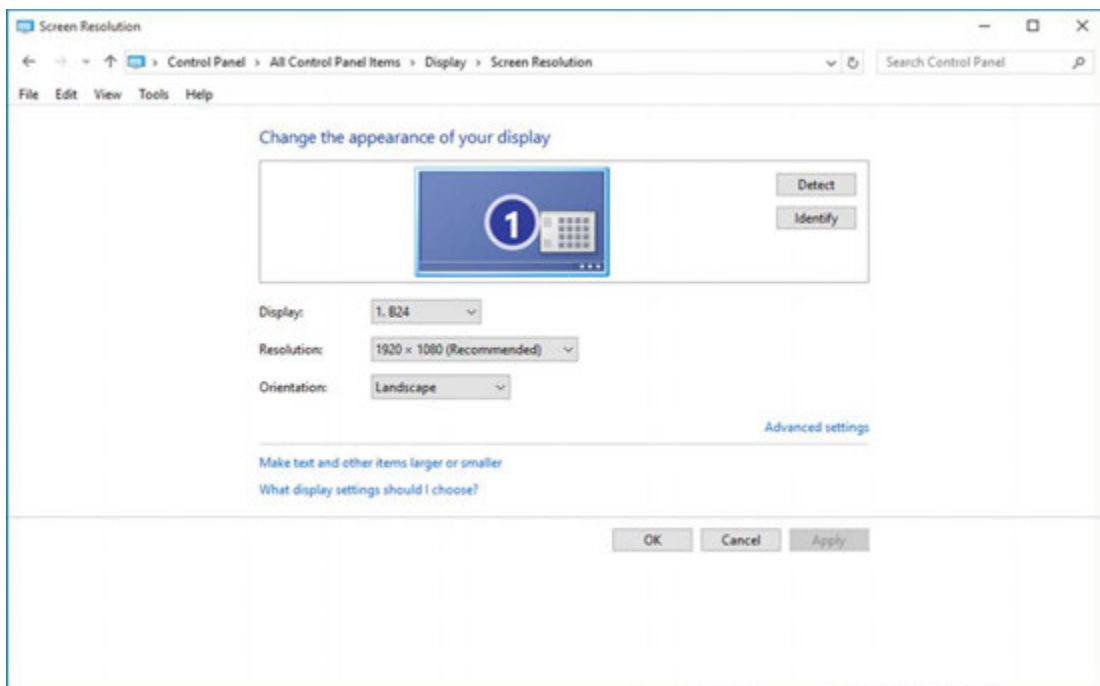 Screen Resolution
Control Panel > All Control Panel Items > Display > Screen Resolution
Search Control Panel
File Edit View Tools Help
Change the appearance of your display
1
Detect
Identify
Display: 1. B24
Resolution: 1920 × 1080 (Recommended)
Orientation: Landscape
Advanced settings
Make text and other items larger or smaller
What display settings should I choose?
OK Cancel Apply